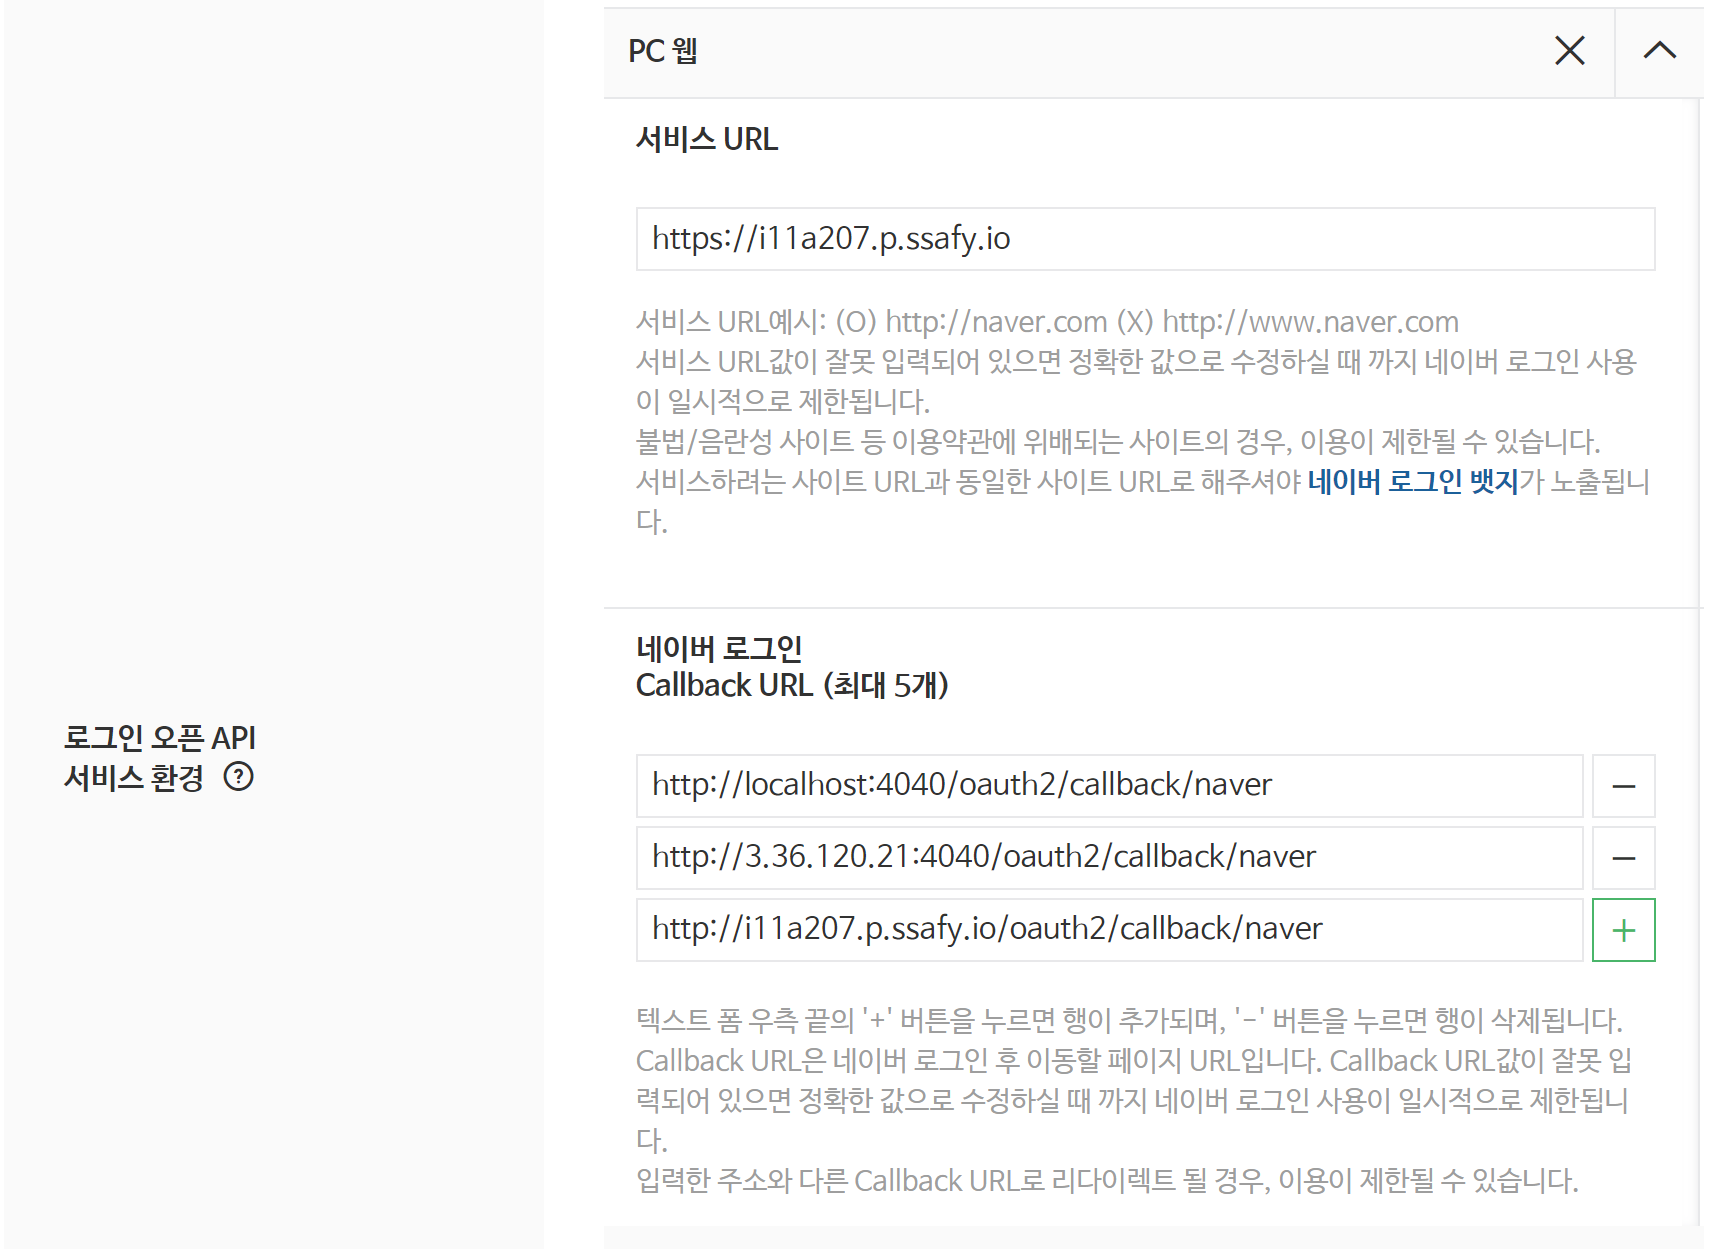 PC 웹
서비스 URL
https://i11a207.p.ssafy.io
서비스 URL예시: (O) http://naver.com (X) http://www.naver.com
서비스 URL값이 잘못 입력되어 있으면 정확한 값으로 수정하실 때 까지 네이버 로그인 사용
이 일시적으로 제한됩니다.
불법/음란성 사이트 등 이용약관에 위배되는 사이트의 경우, 이용이 제한될 수 있습니다.
서비스하려는 사이트 URL과 동일한 사이트 URL로 해주셔야 네이버 로그인 뱃지가 노출됩니
다.
로그인 오픈 API
서비스 환경 ?
네이버 로그인
Callback URL (최대 5개)
http://localhost:4040/oauth2/callback/naver
http://3.36.120.21:4040/oauth2/callback/naver
http://i11a207.p.ssafy.io/oauth2/callback/naver
텍스트 폼 우측 끝의 '+' 버튼을 누르면 행이 추가되며, '-' 버튼을 누르면 행이 삭제됩니다.
Callback URL은 네이버 로그인 후 이동할 페이지 URL입니다. Callback URL값이 잘못 입
력되어 있으면 정확한 값으로 수정하실 때 까지 네이버 로그인 사용이 일시적으로 제한됩니
다.
입력한 주소와 다른 Callback URL로 리다이렉트 될 경우, 이용이 제한될 수 있습니다.